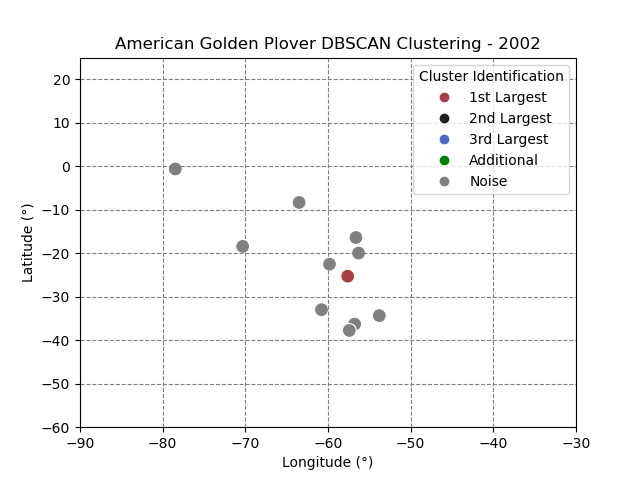 American Golden Plover DBSCAN Clustering - 2002
Cluster Identification
1st Largest
2nd Largest
3rd Largest
Additional
Noise
20
10
0
−10
−20
−30
−40
−50
−60
Latitude (°)
−90
−80
−70
−60
−50
−40
−30
Longitude (°)